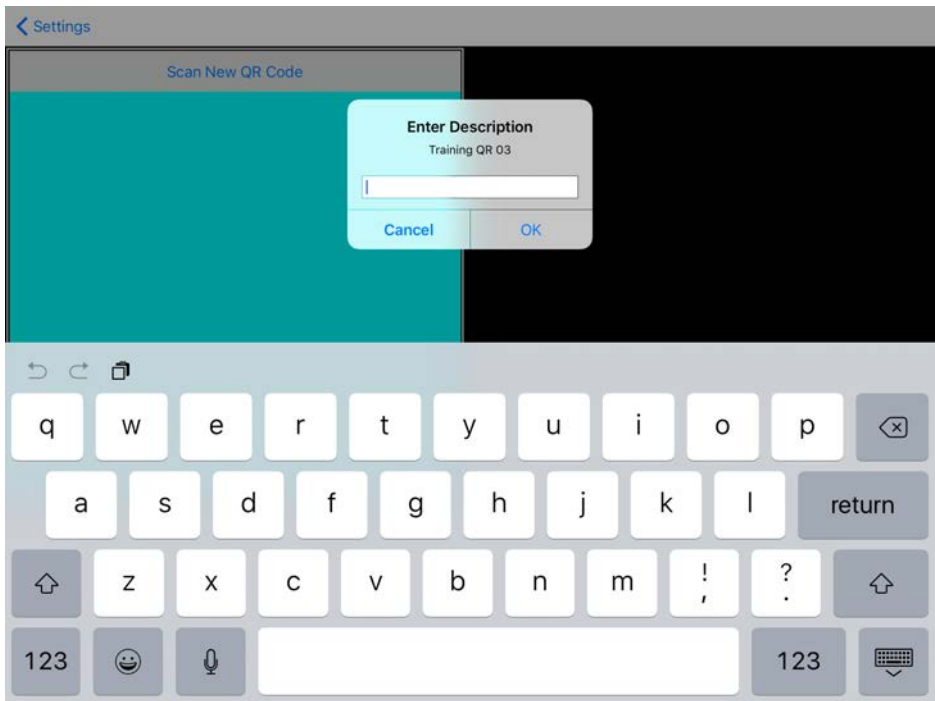 Settings
Scan New QR Code
Enter Description
Training QR 03
Cancel OK
q w e r t y u i o p
a s d f g h j k l return
z x c v b n m ! , ? .
123 123